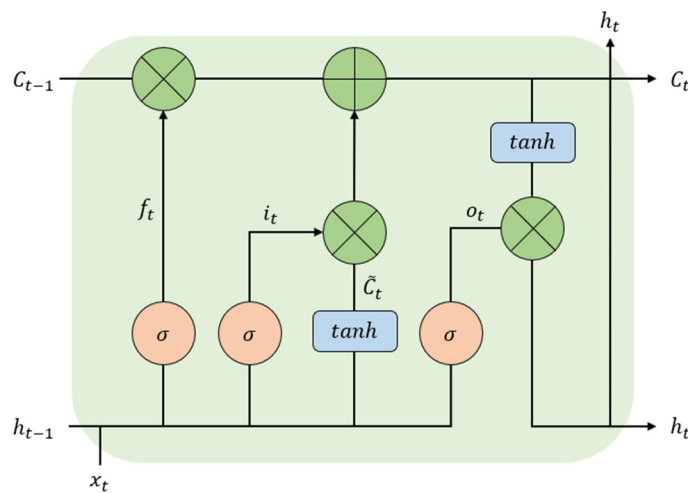 h_t
C_{t−1}
C_t
tanh
f_t
i_t
o_t
C̃_t
σ
σ
tanh
σ
h_{t−1}
h_t
x_t